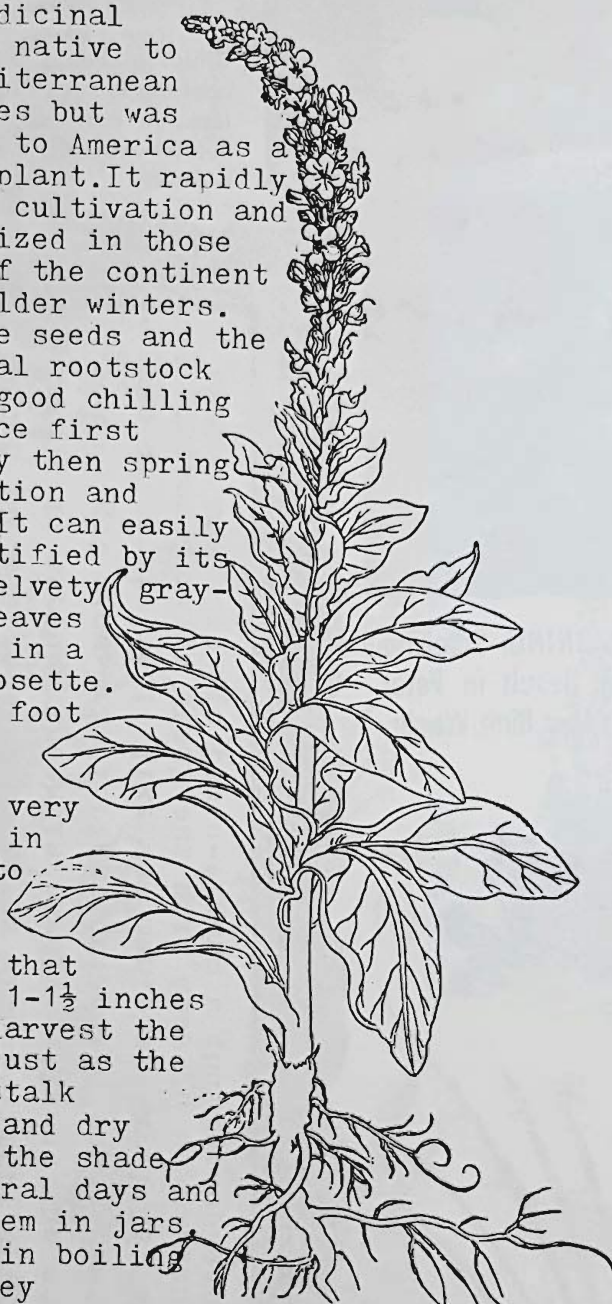 dicinal
native to
iterranean
es but was
to America as a
plant.It rapidly
cultivation and
ized in those
f the continent
lder winters.
e seeds and the
al rootstock
good chilling
ce first
y then spring
tion and
It can easily
tified by its
elvety gray-
eaves
in a
osette.
foot
very
in
to
that
1-1½ inches
arvest the
ust as the
stalk
and dry
the shade
ral days and
em in jars.
in boiling
ey